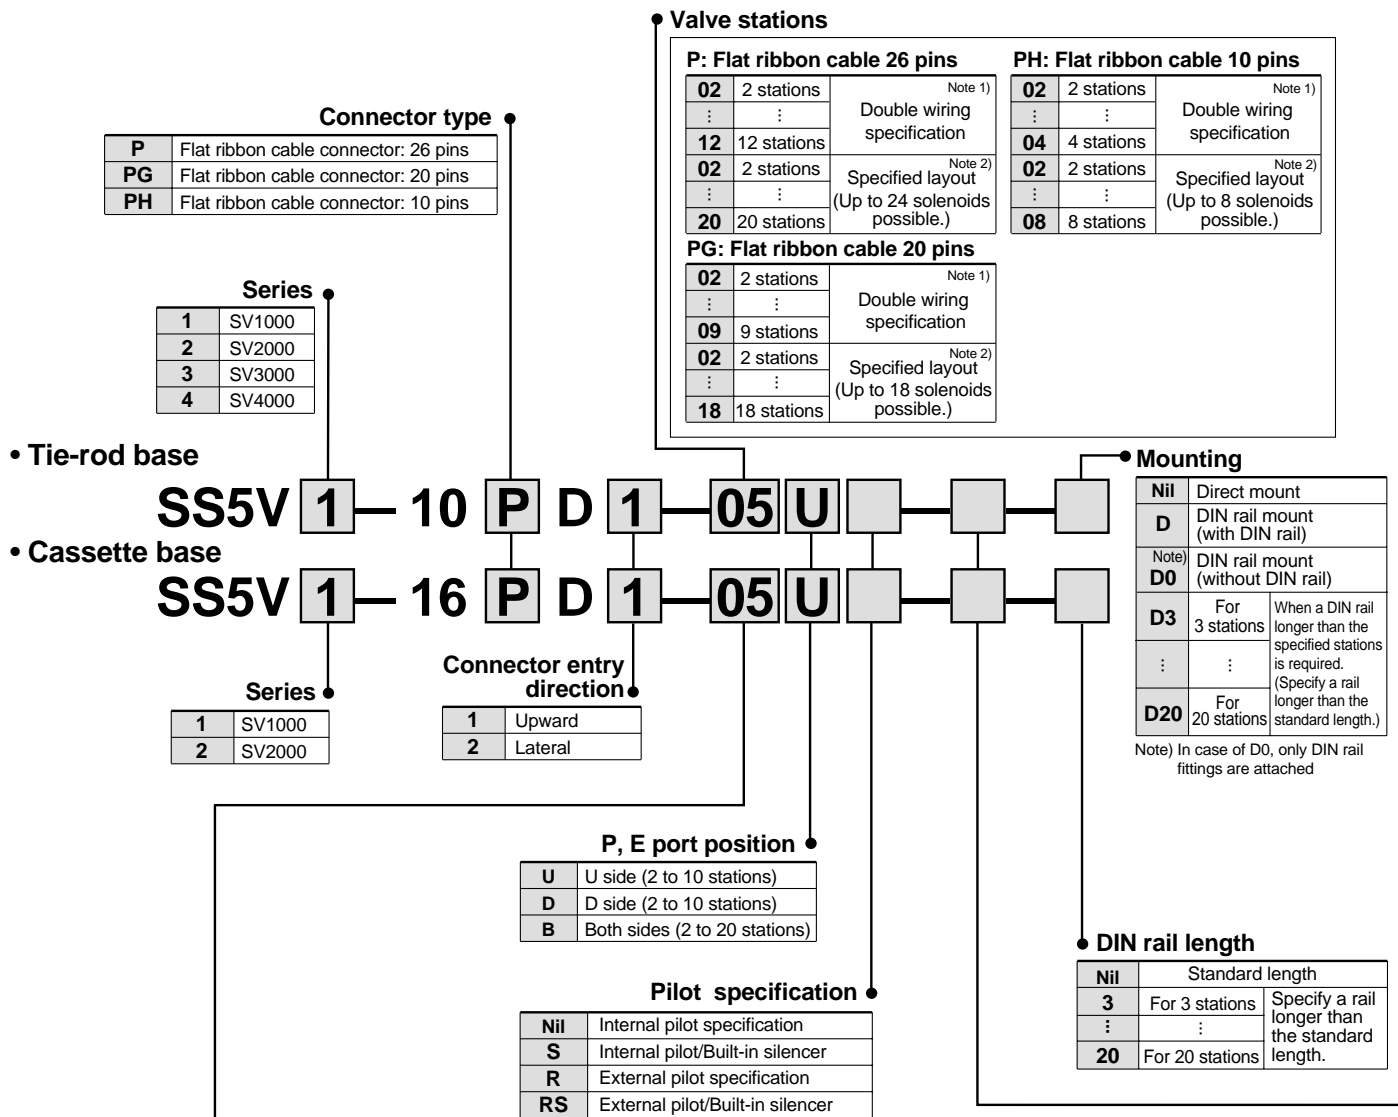 Valve stations
P: Flat ribbon cable 26 pins
02 2 stations Note 1)
⋮ ⋮ Double wiring
12 12 stations specification
02 2 stations Note 2)
⋮ ⋮ Specified layout
(Up to 24 solenoids
20 20 stations possible.)
PH: Flat ribbon cable 10 pins
02 2 stations Note 1)
⋮ ⋮ Double wiring
04 4 stations specification
02 2 stations Note 2)
⋮ ⋮ Specified layout
(Up to 8 solenoids
08 8 stations possible.)
PG: Flat ribbon cable 20 pins
02 2 stations Note 1)
⋮ ⋮ Double wiring
09 9 stations specification
02 2 stations Note 2)
⋮ ⋮ Specified layout
(Up to 18 solenoids
18 18 stations possible.)
Connector type
P Flat ribbon cable connector: 26 pins
PG Flat ribbon cable connector: 20 pins
PH Flat ribbon cable connector: 10 pins
Series
1 SV1000
2 SV2000
3 SV3000
4 SV4000
• Tie-rod base
SS5V 1 — 10 P D 1 — 05 U — —
• Cassette base
SS5V 1 — 16 P D 1 — 05 U — —
Mounting
Nil Direct mount
D DIN rail mount
(with DIN rail)
Note) D0 DIN rail mount
(without DIN rail)
D3 For
3 stations
⋮ ⋮
D20 For
20 stations
When a DIN rail
longer than the
specified stations
is required.
(Specify a rail
longer than the
standard length.)
Note) In case of D0, only DIN rail
fittings are attached
Series
1 SV1000
2 SV2000
Connector entry
direction
1 Upward
2 Lateral
P, E port position
U U side (2 to 10 stations)
D D side (2 to 10 stations)
B Both sides (2 to 20 stations)
Pilot specification
Nil Internal pilot specification
S Internal pilot/Built-in silencer
R External pilot specification
RS External pilot/Built-in silencer
DIN rail length
Nil Standard length
3 For 3 stations
⋮ ⋮
20 For 20 stations
Specify a rail
longer than
the standard
length.